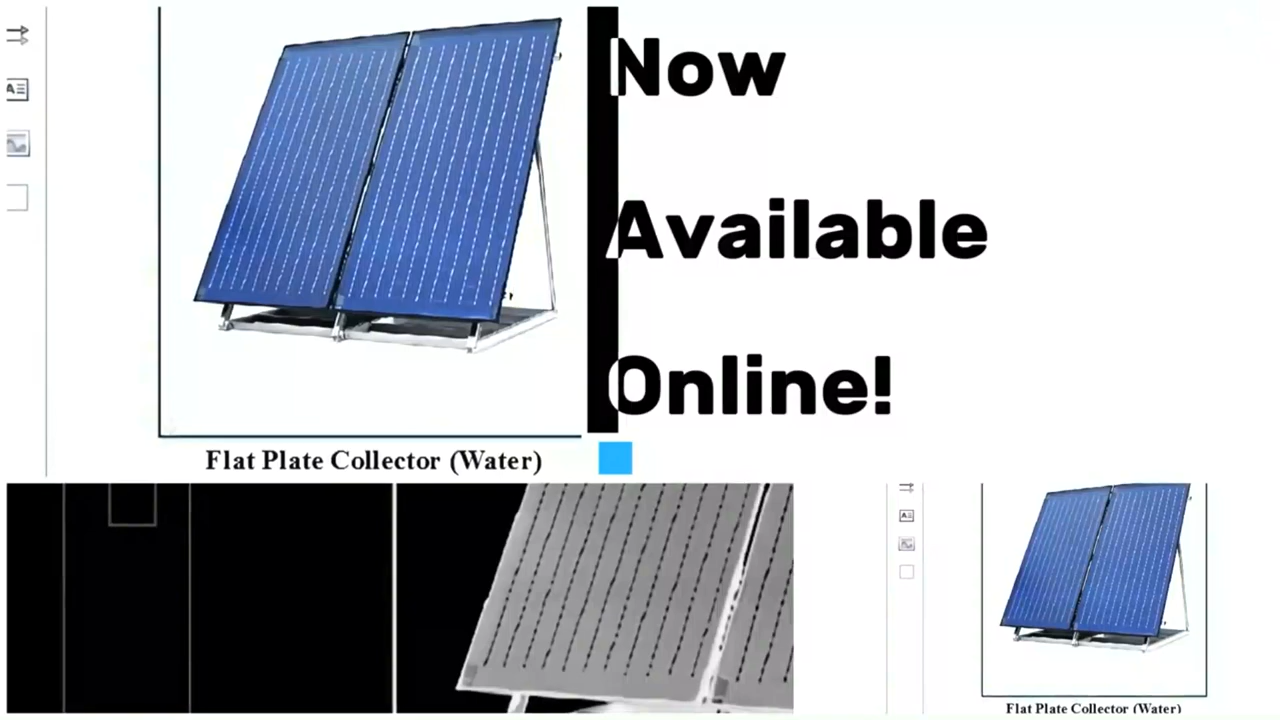 Now
Available
Online!
Flat Plate Collector (Water)
A
A
Flat Plate Collector (Water)